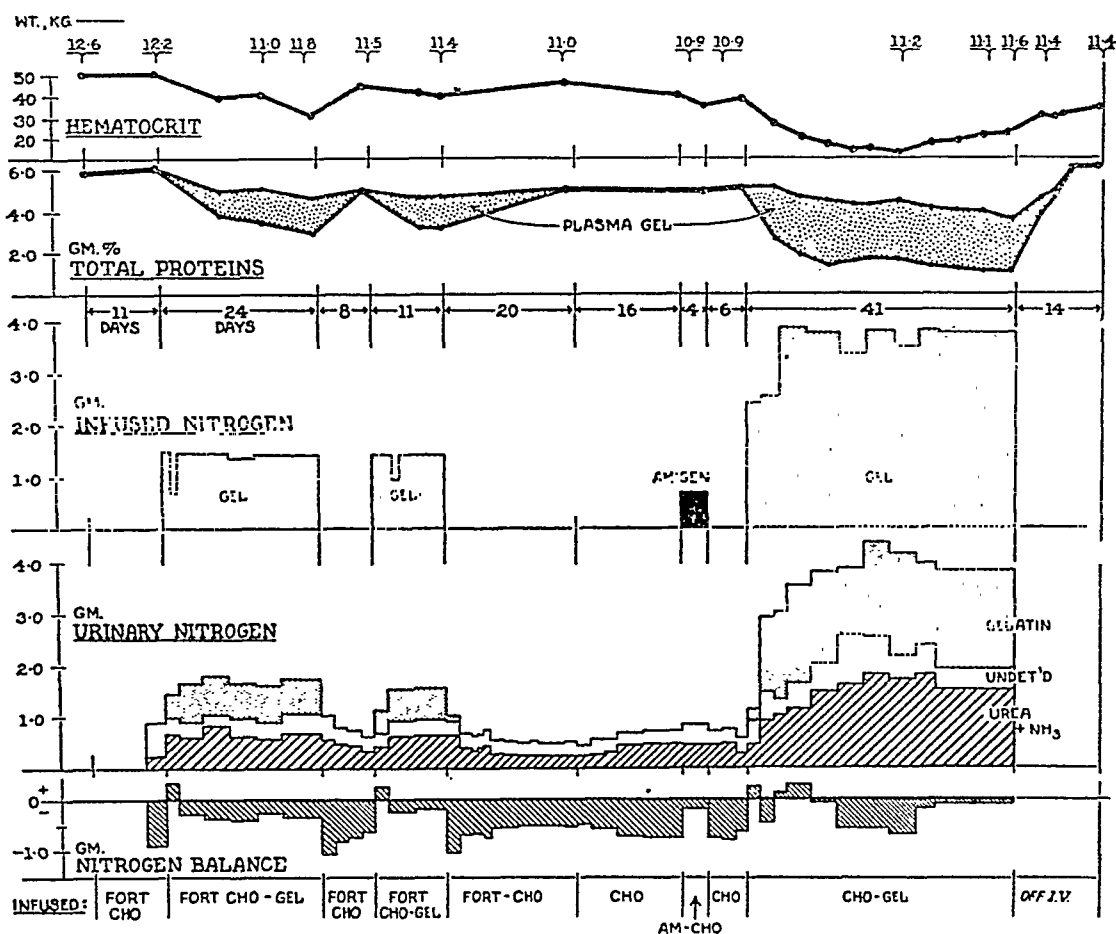 WT., KG
12·6 12·2 11·0 11·8 11·5 11·4 11·0 10·9 10·9 11·2 11·1 11·6 11·4 11·4
50
40
30
20
HEMATOCRIT
6·0
4·0
2·0
PLASMA GEL
GM.%
TOTAL PROTEINS
11 DAYS 24 DAYS 8 11 20 16 4 6 41 14
4·0
3·0
2·0
1·0
GM.
INFUSED NITROGEN
GEL GEL AMIGEN GEL
4·0
3·0
2·0
1·0
GM.
URINARY NITROGEN
GELATIN
UNDET'D
UREA
+ NH₃
+
0
−
-1·0
GM.
NITROGEN BALANCE
INFUSED: FORT CHO FORT CHO-GEL FORT CHO FORT CHO-GEL FORT-CHO CHO CHO CHO-GEL OFF I.V.
AM-CHO